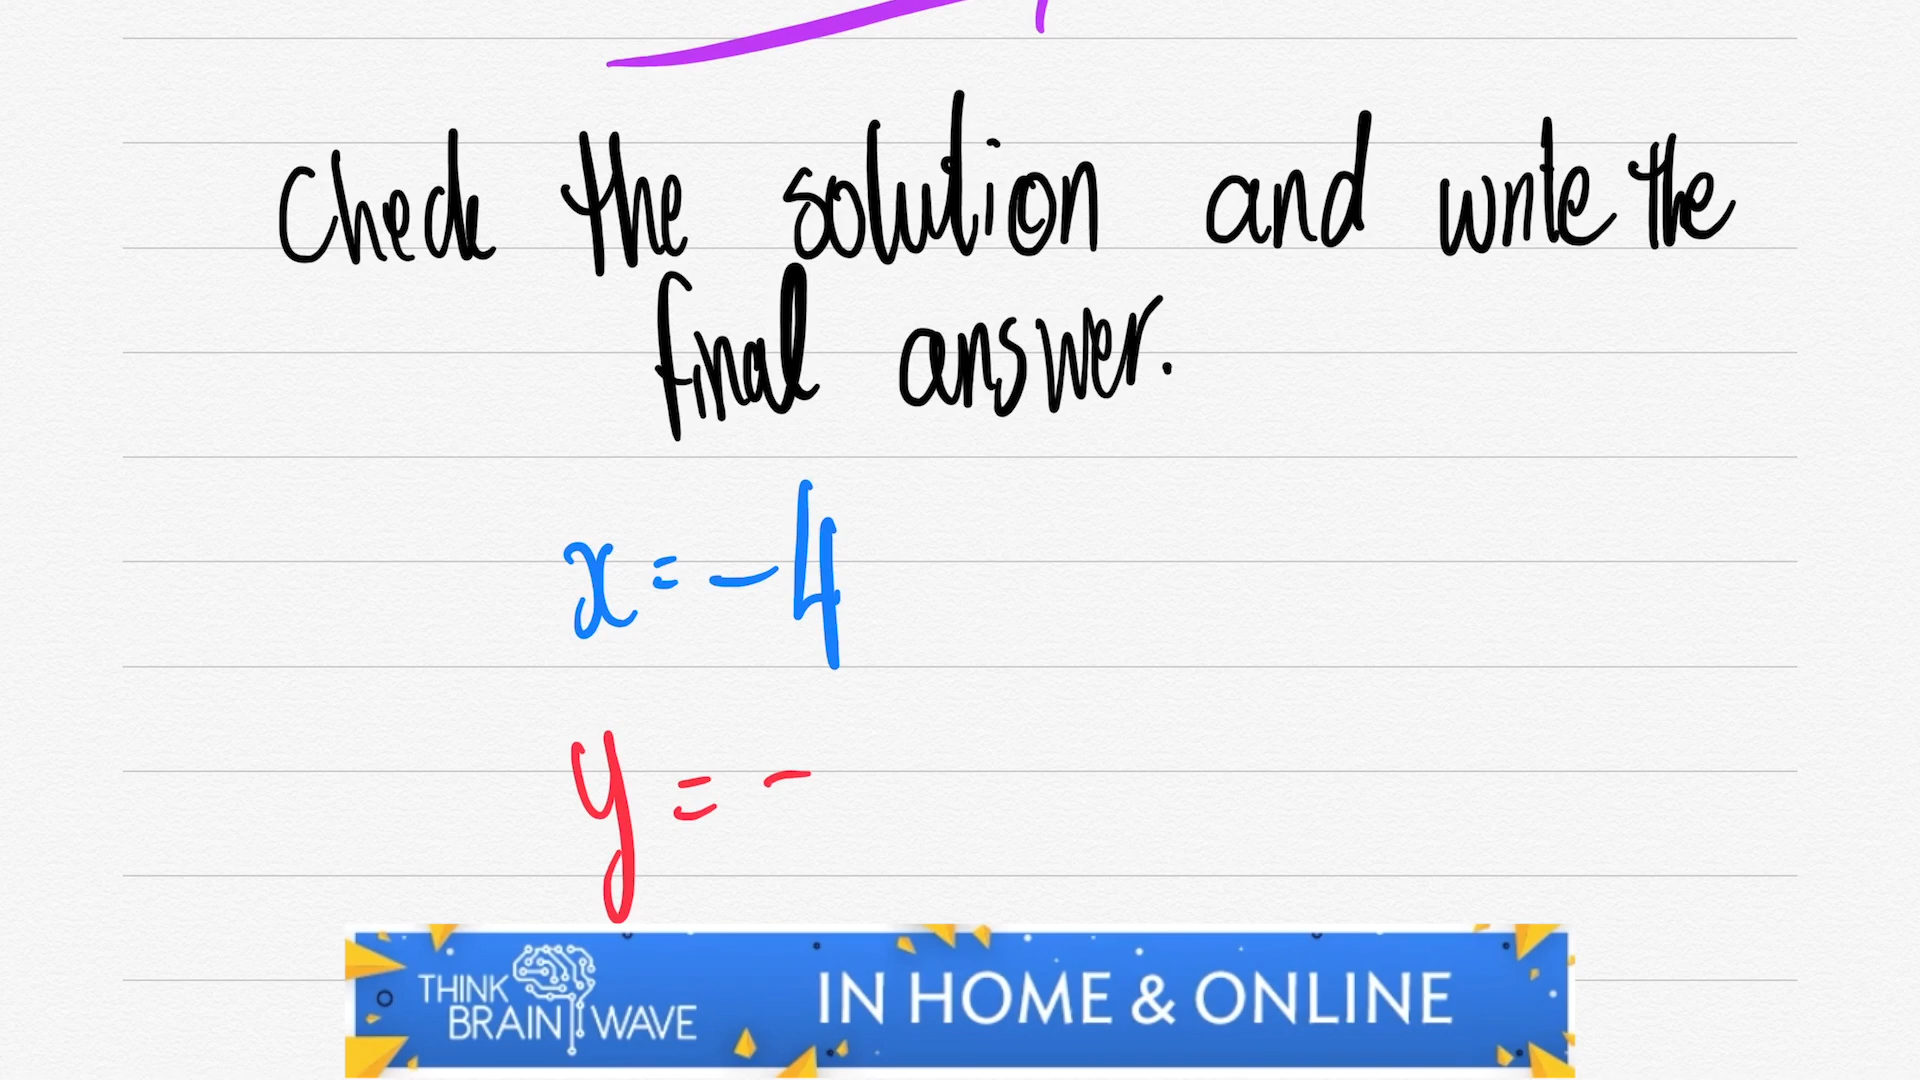 Check the solution and write the
final answer.
x = -4
y = -
THINK
BRAIN WAVE
IN HOME & ONLINE